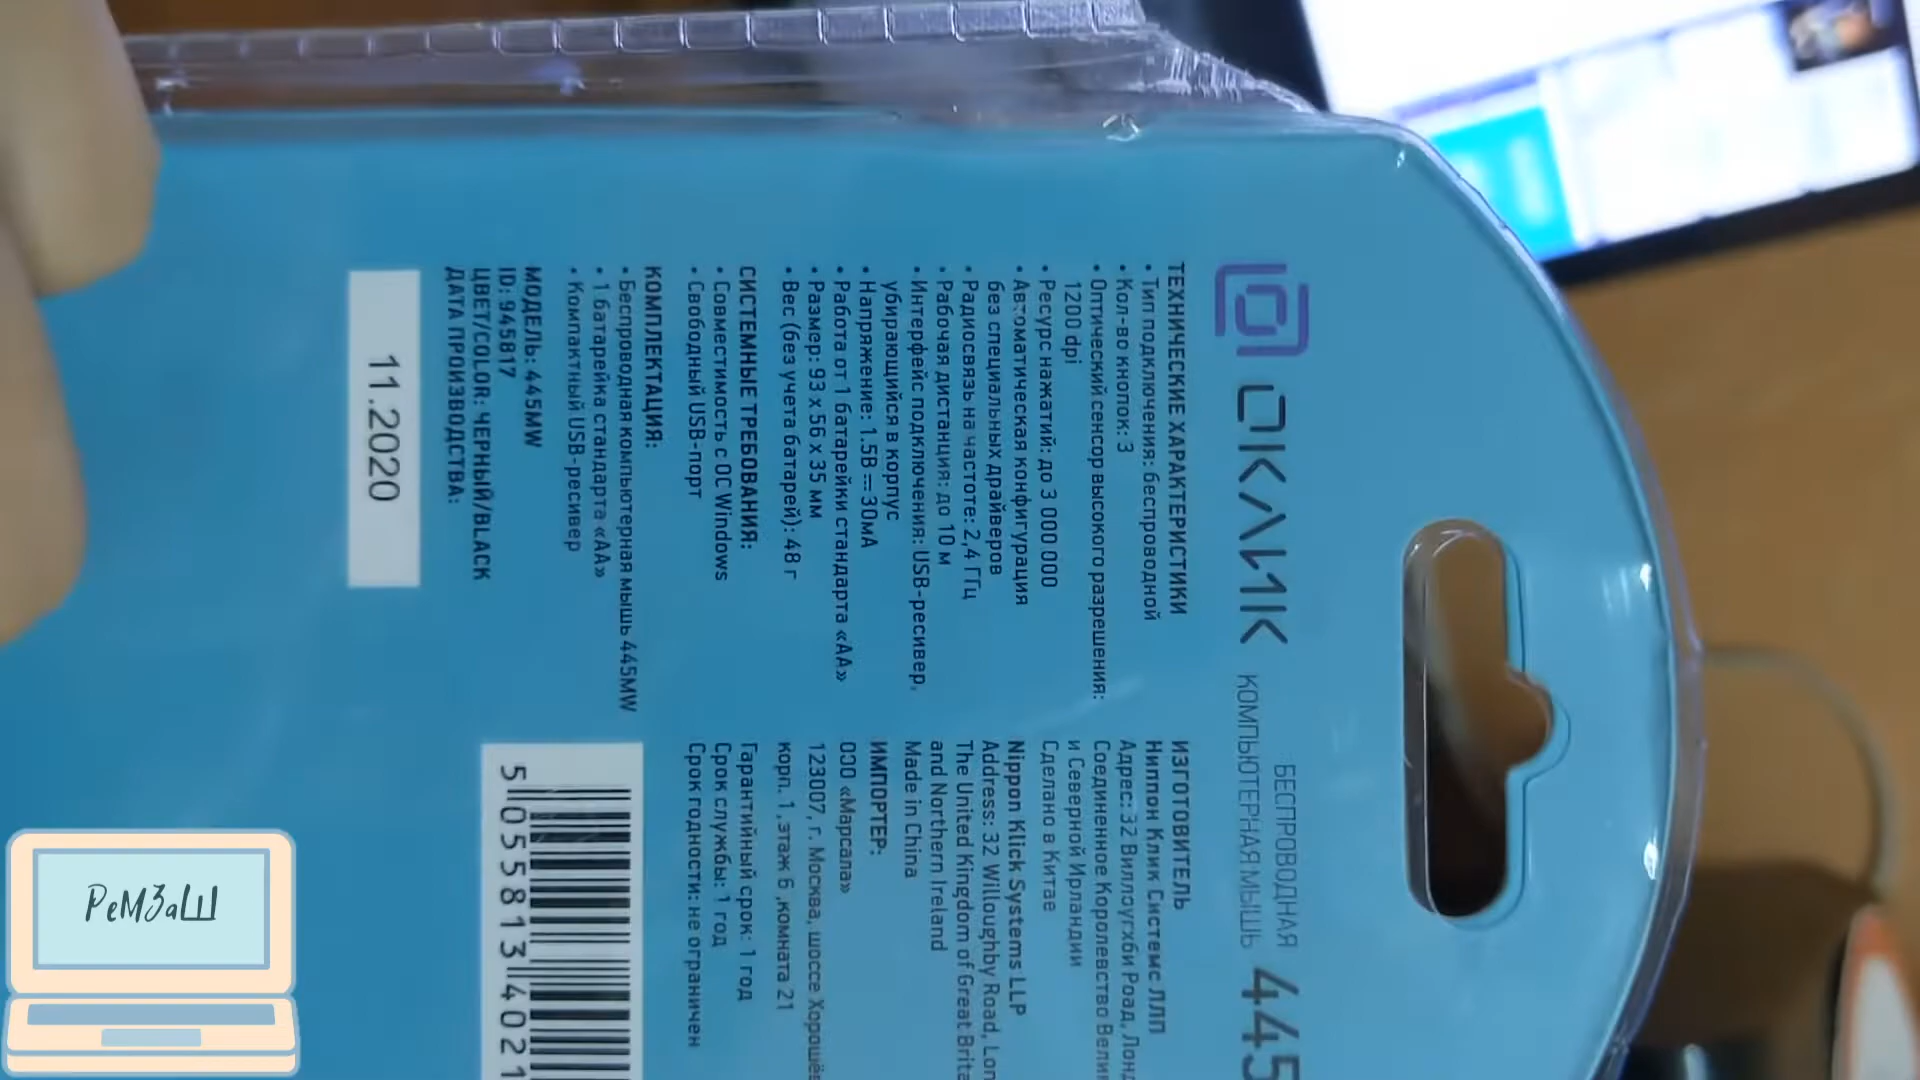 ОКЛИК
БЕСПРОВОДНАЯ
КОМПЬЮТЕРНАЯ МЫШЬ
445
ТЕХНИЧЕСКИЕ ХАРАКТЕРИСТИКИ
• Тип подключения: беспроводной
• Кол-во кнопок: 3
• Оптический сенсор высокого разрешения:
1200 dpi
• Ресурс нажатий: до 3 000 000
• Автоматическая конфигурация
без специальных драйверов
• Радиосвязь на частоте: 2,4 ГГц
• Рабочая дистанция: до 10 м
• Интерфейс подключения: USB-ресивер,
убирающийся в корпус
• Напряжение: 1.5В ⎓ 30мА
• Работа от 1 батарейки стандарта «АА»
• Размер: 93 х 56 х 35 мм
• Вес (без учета батарей): 48 г
СИСТЕМНЫЕ ТРЕБОВАНИЯ:
• Совместимость с ОС Windows
• Свободный USB-порт
КОМПЛЕКТАЦИЯ:
• Беспроводная компьютерная мышь 445MW
• 1 батарейка стандарта «АА»
• Компактный USB-ресивер
МОДЕЛЬ: 445MW
ID: 945817
ЦВЕТ/COLOR: ЧЕРНЫЙ/BLACK
ДАТА ПРОИЗВОДСТВА:
11.2020
ИЗГОТОВИТЕЛЬ
Ниппон Клик Системс ЛЛП
Адрес: 32 Виллоугхби Роад,
Соединенное Королевство
и Северной Ирландии
Сделано в Китае
Nippon Klick Systems LLP
Address: 32 Willoughby Road,
The United Kingdom of Great
and Northern Ireland
Made in China
ИМПОРТЕР:
ООО «Марсала»
123007, г. Москва, шоссе
корп. 1 ,этаж 6 ,комната 21
Гарантийный срок: 1 год
Срок службы: 1 год
Срок годности: не ограничен
5 055813 4021
РеМЗаШ